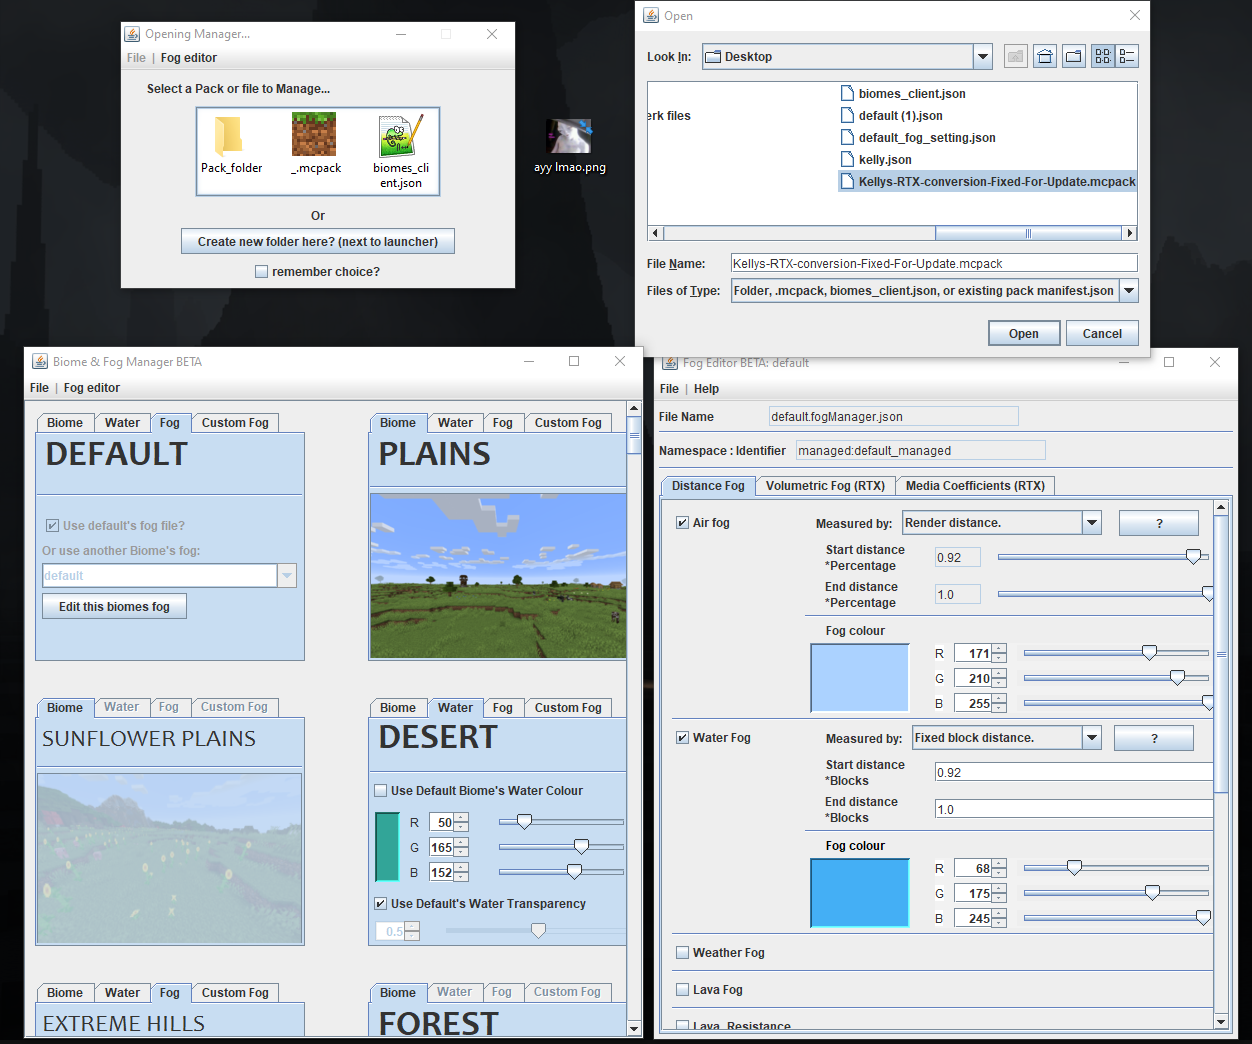 Opening Manager...
File | Fog editor
Select a Pack or file to Manage...
Pack_folder
_.mcpack
biomes_cli
ent.json
Or
Create new folder here? (next to launcher)
remember choice?
ayy lmao.png
Open
Look In:
Desktop
erk files
biomes_client.json
default (1).json
default_fog_setting.json
kelly.json
Kellys-RTX-conversion-Fixed-For-Update.mcpack
File Name:
Kellys-RTX-conversion-Fixed-For-Update.mcpack
Files of Type:
Folder, .mcpack, biomes_client.json, or existing pack manifest.json
Open
Cancel
Biome & Fog Manager BETA
File | Fog editor
Biome
Water
Fog
Custom Fog
DEFAULT
Use default's fog file?
Or use another Biome's fog:
default
Edit this biomes fog
Biome
Water
Fog
Custom Fog
PLAINS
Biome
Water
Fog
Custom Fog
SUNFLOWER PLAINS
Biome
Water
Fog
Custom Fog
DESERT
Use Default Biome's Water Colour
R 50
G 165
B 152
Use Default's Water Transparency
0.5
Biome
Water
Fog
Custom Fog
EXTREME HILLS
Biome
Water
Fog
Custom Fog
FOREST
Fog Editor BETA: default
File | Help
File Name
default.fogManager.json
Namespace : Identifier
managed:default_managed
Distance Fog
Volumetric Fog (RTX)
Media Coefficients (RTX)
Air fog
Measured by:
Render distance.
?
Start distance
*Percentage
0.92
End distance
*Percentage
1.0
Fog colour
R 171
G 210
B 255
Water Fog
Measured by:
Fixed block distance.
?
Start distance
*Blocks
0.92
End distance
*Blocks
1.0
Fog colour
R 68
G 175
B 245
Weather Fog
Lava Fog
Lava Resistance